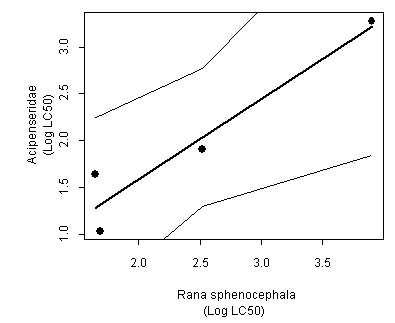 3.0
2.5
2.0
1.5
1.0
Acipenseridae
(Log LC50)
2.0 2.5 3.0 3.5
Rana sphenocephala
(Log LC50)